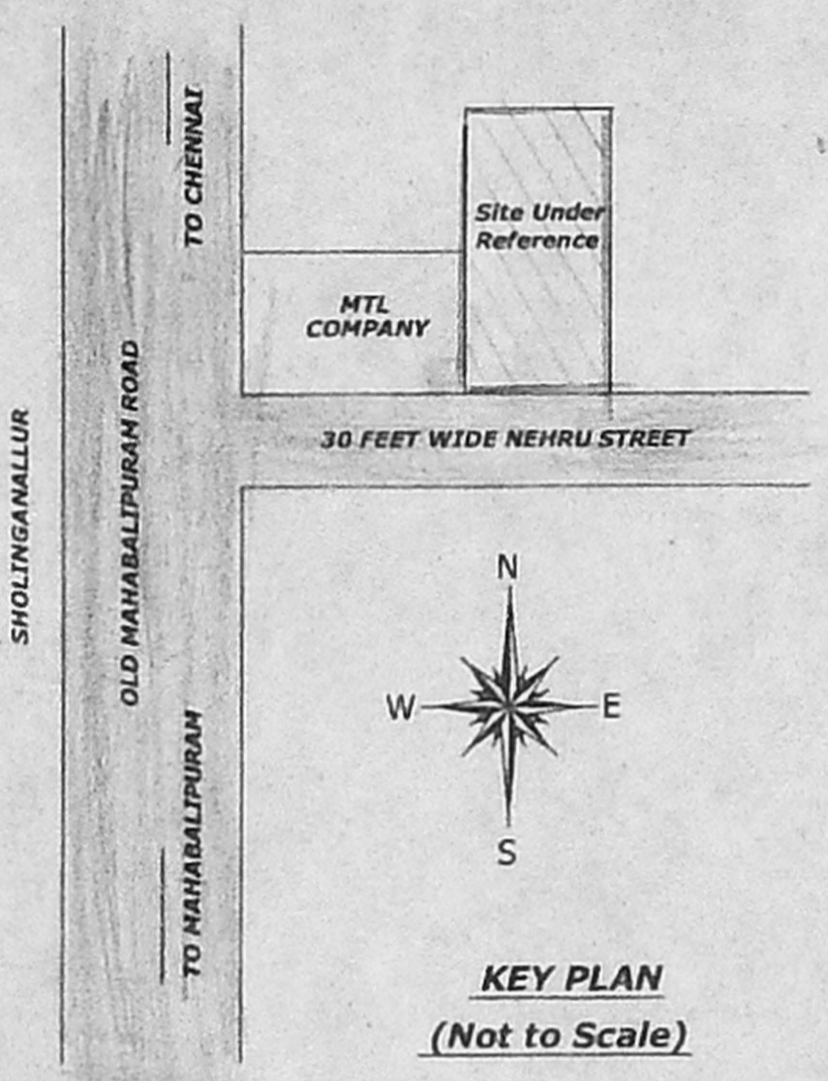 TO CHENNAI
Site Under
Reference
MTL
COMPANY
SHOLINGANALLUR
OLD MAHABALIPURAM ROAD
30 FEET WIDE NEHRU STREET
N
W
E
S
TO MAHABALIPURAM
KEY PLAN
(Not to Scale)